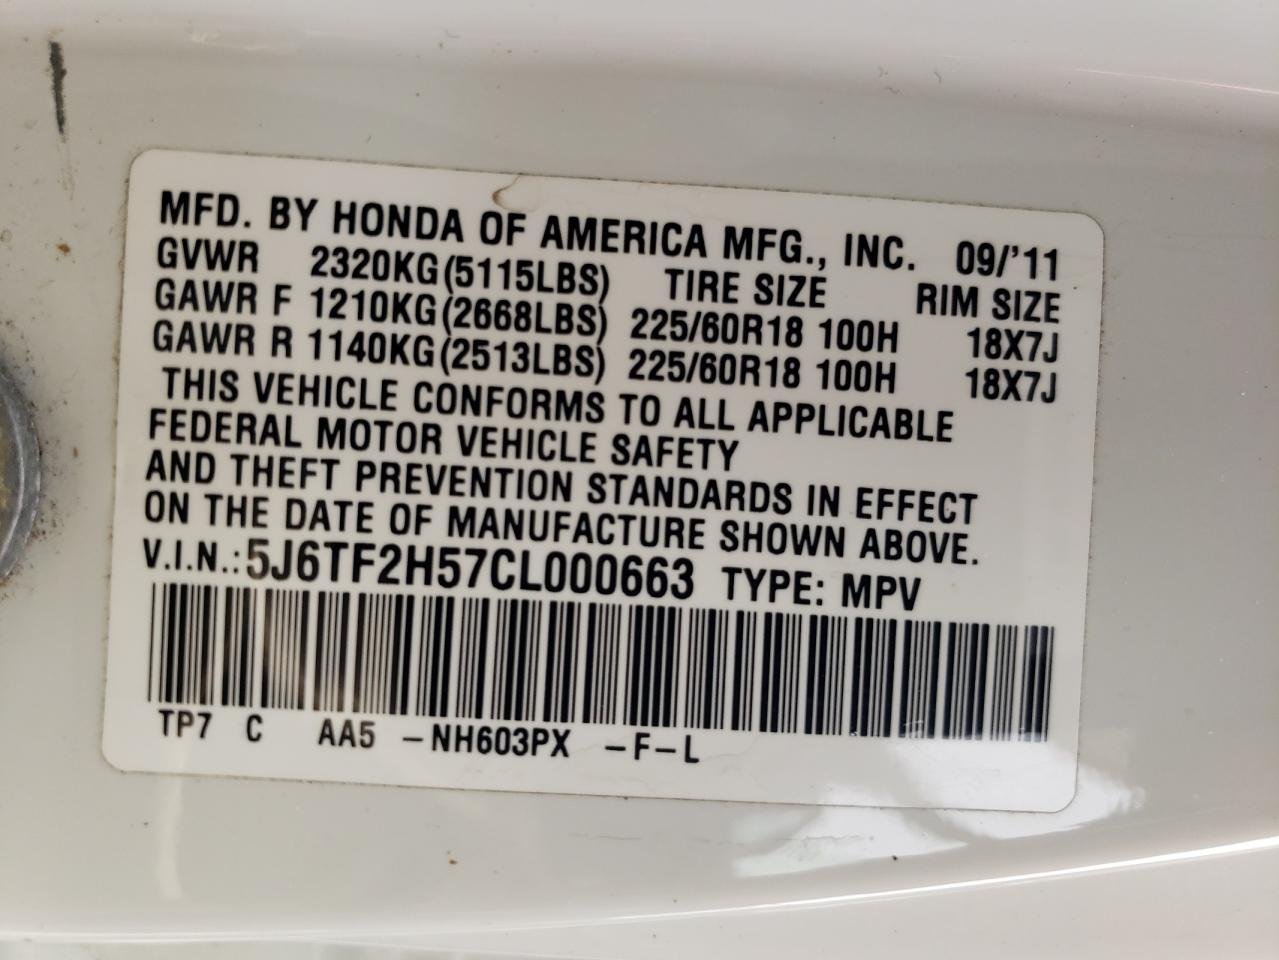 MFD. BY HONDA OF AMERICA MFG., INC. 09/'11
GVWR 2320KG(5115LBS) TIRE SIZE RIM SIZE
GAWR F 1210KG(2668LBS) 225/60R18 100H 18X7J
GAWR R 1140KG(2513LBS) 225/60R18 100H 18X7J
THIS VEHICLE CONFORMS TO ALL APPLICABLE
FEDERAL MOTOR VEHICLE SAFETY
AND THEFT PREVENTION STANDARDS IN EFFECT
ON THE DATE OF MANUFACTURE SHOWN ABOVE.
V.I.N.: 5J6TF2H57CL000663 TYPE: MPV
TP7 C AA5 -NH603PX -F-L